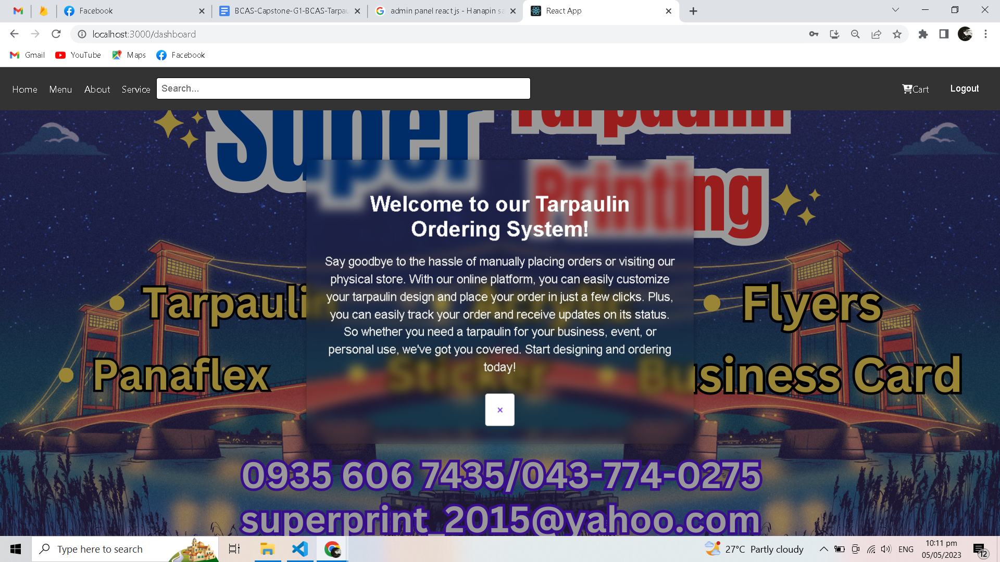 Facebook
BCAS-Capstone-G1-BCAS-Tarpau
admin panel react js - Hanapin sa
React App
localhost:3000/dashboard
Gmail
YouTube
Maps
Facebook
Home
Menu
About
Service
Search...
Cart
Logout
Super
Tarpaulin
Printing
Welcome to our Tarpaulin
Ordering System!
Say goodbye to the hassle of manually placing orders or visiting our
physical store. With our online platform, you can easily customize
your tarpaulin design and place your order in just a few clicks. Plus,
you can easily track your order and receive updates on its status.
So whether you need a tarpaulin for your business, event, or
personal use, we've got you covered. Start designing and ordering
today!
×
• Tarpaulin
• Flyers
• Panaflex
• Sticker
• Business Card
0935 606 7435/043-774-0275
superprint_2015@yahoo.com
Type here to search
27°C Partly cloudy
ENG
10:11 pm
05/05/2023
12